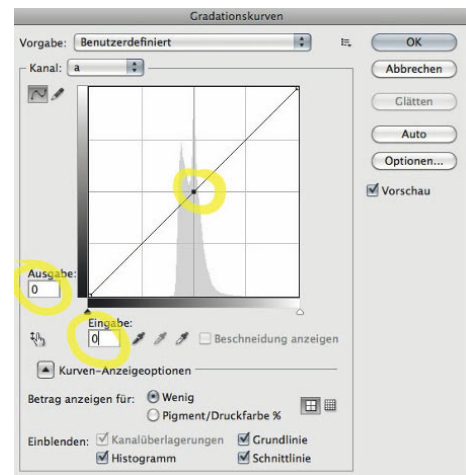 Gradationskurven
Vorgabe: Benutzerdefiniert
OK
Kanal: a
Abbrechen
Glätten
Auto
Optionen...
Vorschau
Ausgabe:
0
Eingabe:
0
Beschneidung anzeigen
Kurven-Anzeigeoptionen
Betrag anzeigen für: Wenig
Pigment/Druckfarbe %
Einblenden: Kanalüberlagerungen Grundlinie
Histogramm Schnittlinie